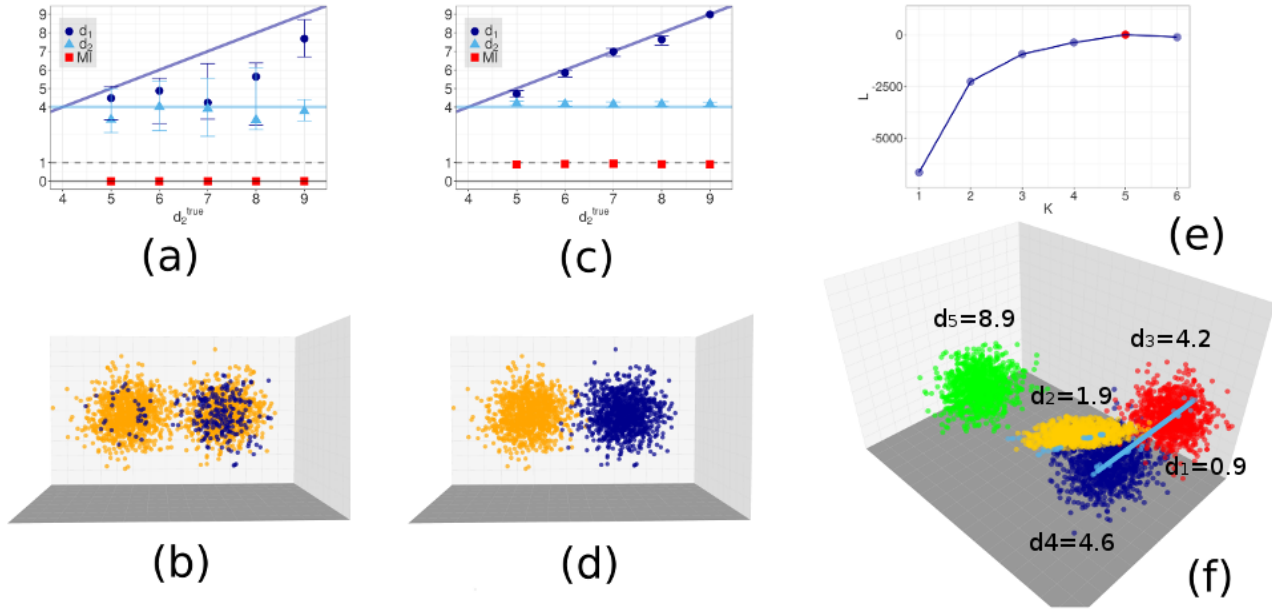 9
8
7
6
5
4
1
0
d₁
d₂
MI
4 5 6 7 8 9
d₂ᵗʳᵘᵉ
(a)
9
8
7
6
5
4
1
0
d₁
d₂
MI
4 5 6 7 8 9
d₂ᵗʳᵘᵉ
(c)
0
-2500
-5000
L
1 2 3 4 5 6
K
(e)
(b)
(d)
d₅=8.9
d₃=4.2
d₂=1.9
d₁=0.9
d4=4.6
(f)